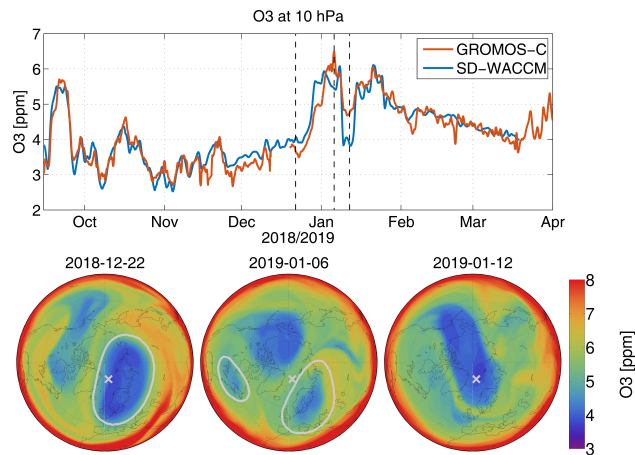 O3 at 10 hPa
7
6
5
4
3
2
O3 [ppm]
GROMOS-C
SD-WACCM
Oct Nov Dec Jan Feb Mar Apr
2018/2019
2018-12-22 2019-01-06 2019-01-12
8
7
6
5
4
3
O3 [ppm]